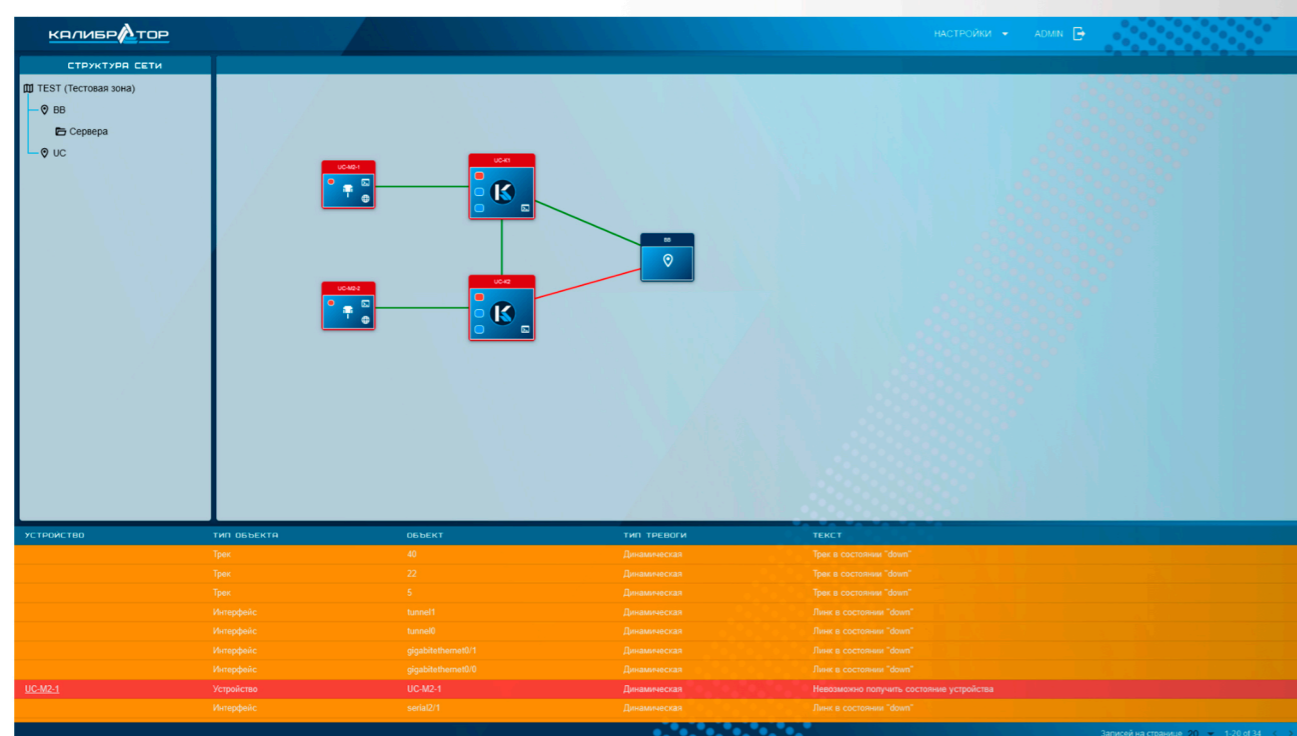 КАЛИБРАТОР НАСТРОЙКИ ADMIN
СТРУКТУРА СЕТИ
TEST (Тестовая зона)
BB
Сервера
UC
UC-M2-1 UC-K1
BB
UC-M2-2 UC-K2
УСТРОЙСТВО ТИП ОБЪЕКТА ОБЪЕКТ ТИП ТРЕВОГИ ТЕКСТ
Трек 40 Динамическая Трек в состоянии "down"
Трек 22 Динамическая Трек в состоянии "down"
Трек 5 Динамическая Трек в состоянии "down"
Интерфейс tunnel1 Динамическая Линк в состоянии "down"
Интерфейс tunnel0 Динамическая Линк в состоянии "down"
Интерфейс gigabitethernet0/1 Динамическая Линк в состоянии "down"
Интерфейс gigabitethernet0/0 Динамическая Линк в состоянии "down"
UC-M2-1 Устройство UC-M2-1 Динамическая Невозможно получить состояние устройства
Интерфейс serial2/1 Динамическая Линк в состоянии "down"
Записей на странице 20 1-20 of 34